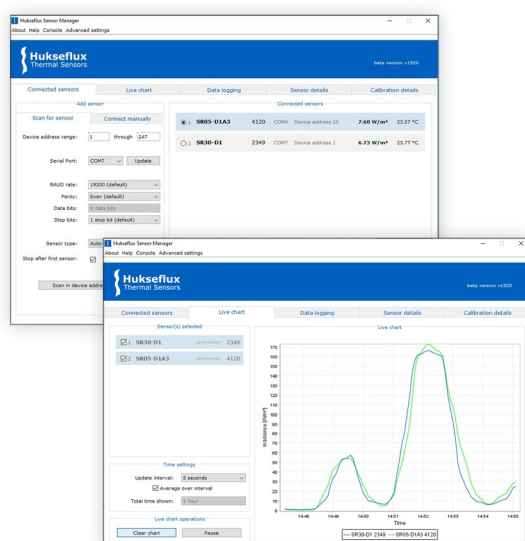 Hukseflux Sensor Manager
About Help Console Advanced settings
Hukseflux
Thermal Sensors
beta version v1920
Connected sensors Live chart Data logging Sensor details Calibration details
Add sensor Connected sensors
Scan for sensor Connect manually
1 SR05-D1A3 4120 COM4 Device address 20 7.60 W/m² 23.57 °C
Device address range: 1 through 247
2 SR30-D1 2349 COM7 Device address 1 6.73 W/m² 23.77 °C
Serial Port: COM7 Update
BAUD rate: 19200 (default)
Parity: Even (default)
Data bits: 8 data bits
Stop bits: 1 stop bit (default)
Sensor type: Auto-
Stop after first sensor:
Scan in device addre
Hukseflux Sensor Manager
About Help Console Advanced settings
Hukseflux
Thermal Sensors
beta version v1920
Connected sensors Live chart Data logging Sensor details Calibration details
Sensor(s) selected
1 SR30-D1 2349
2 SR05-D1A3 4120
Time settings
Update interval: 5 seconds
Average over interval
Total time shown: 1 hour
Live chart operations
Clear chart Pause
Live chart
170
160
150
140
130
120
110
100
90
80
70
60
50
40
30
20
10
0
Irradiance [W/m²]
14:48 14:49 14:50 14:51 14:52 14:53 14:54 14:55
Time
SR30-D1 2349 SR05-D1A3 4120